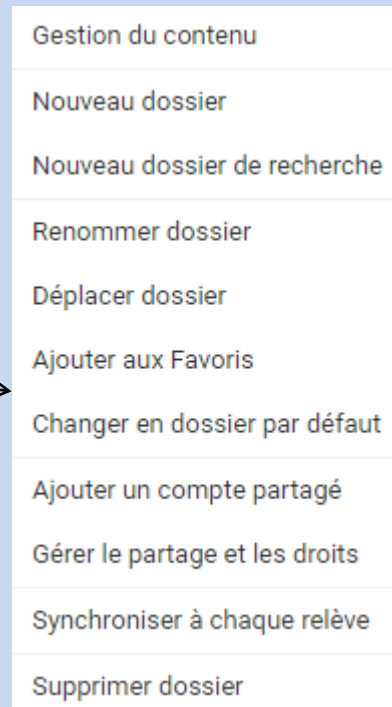 Gestion du contenu
Nouveau dossier
Nouveau dossier de recherche
Renommer dossier
Déplacer dossier
Ajouter aux Favoris
Changer en dossier par défaut
Ajouter un compte partagé
Gérer le partage et les droits
Synchroniser à chaque relève
Supprimer dossier